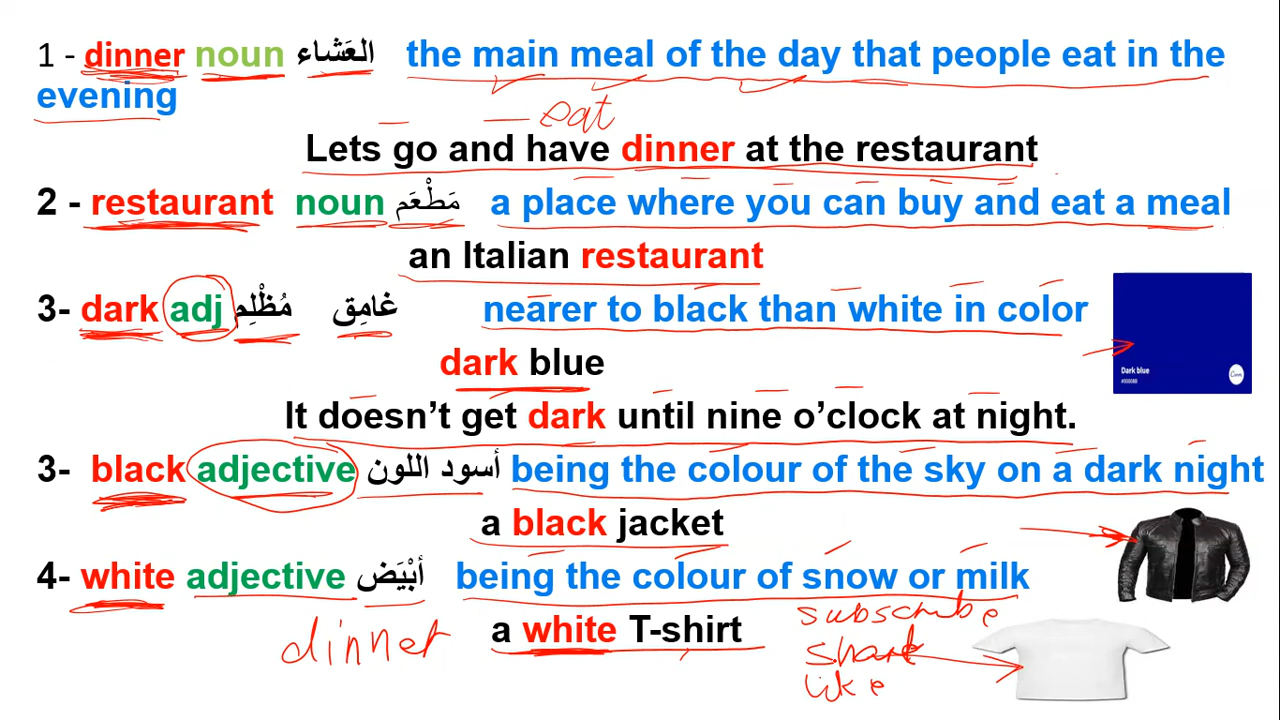 1 - dinner noun العَشاء the main meal of the day that people eat in the
evening
eat
Lets go and have dinner at the restaurant
2 - restaurant noun مَطْعَم a place where you can buy and eat a meal
an Italian restaurant
3- dark adj مُظْلِم غامِق nearer to black than white in color
dark blue
Dark blue
Canva
It doesn’t get dark until nine o’clock at night.
3- black adjective أسود اللون being the colour of the sky on a dark night
a black jacket
4- white adjective أبْيَض being the colour of snow or milk
a white T-shirt
dinner
subscribe
share
like